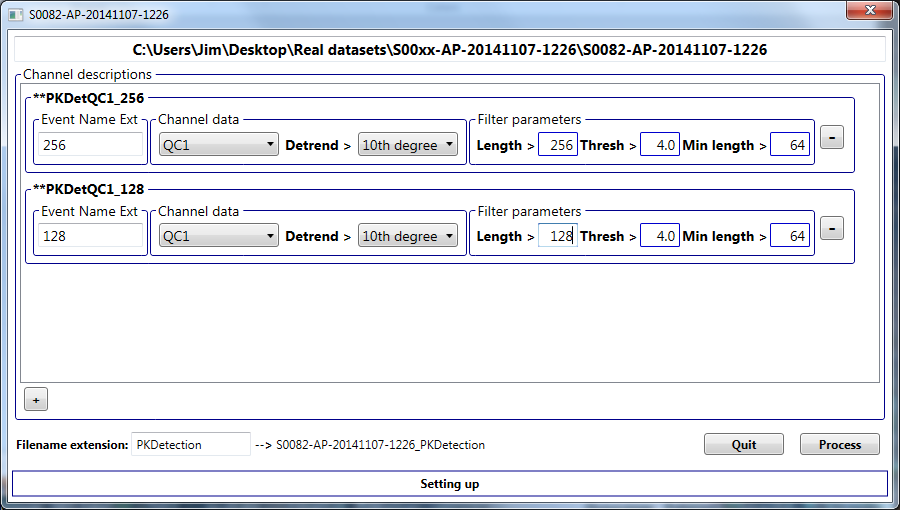 S0082-AP-20141107-1226
C:\Users\Jim\Desktop\Real datasets\S00xx-AP-20141107-1226\S0082-AP-20141107-1226
Channel descriptions
**PKDetQC1_256
Event Name Ext Channel data Filter parameters
256 QC1 Detrend > 10th degree Length > 256 Thresh > 4.0 Min length > 64 -
**PKDetQC1_128
Event Name Ext Channel data Filter parameters
128 QC1 Detrend > 10th degree Length > 128 Thresh > 4.0 Min length > 64 -
+
Filename extension: PKDetection --> S0082-AP-20141107-1226_PKDetection Quit Process
Setting up